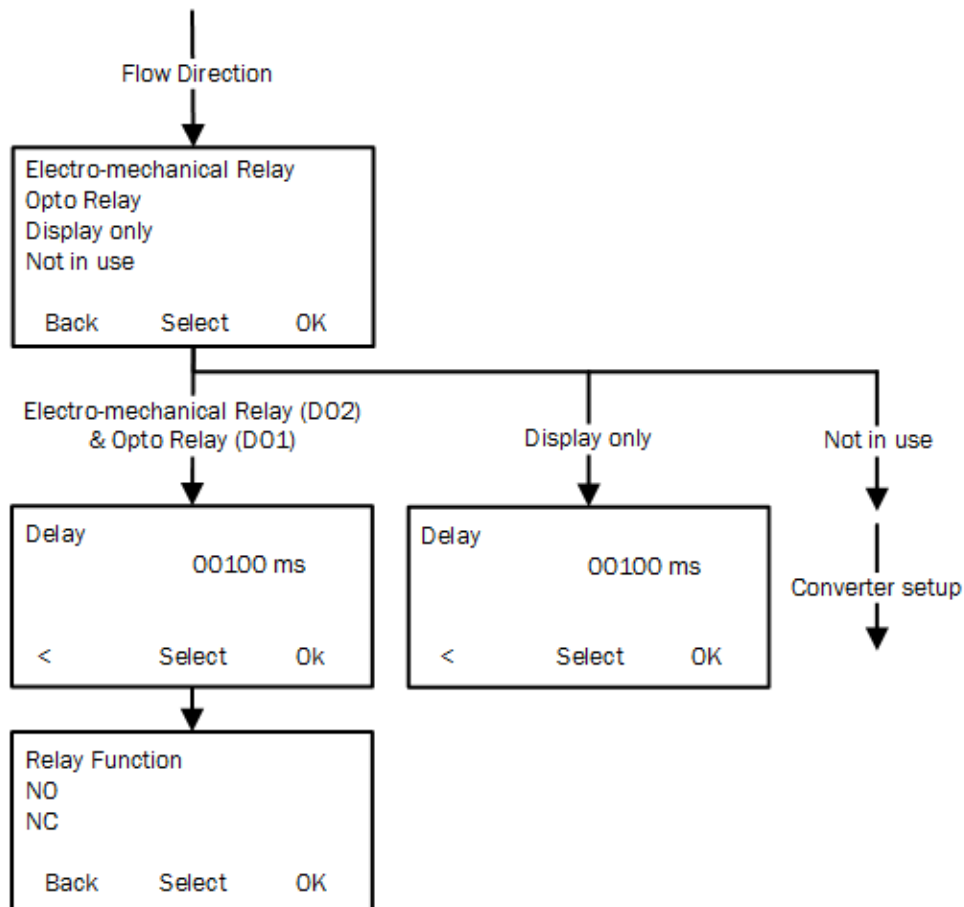 Flow Direction
Electro-mechanical Relay
Opto Relay
Display only
Not in use
Back Select OK
Electro-mechanical Relay (DO2)
& Opto Relay (DO1)
Display only
Not in use
Delay
00100 ms
< Select Ok
Delay
00100 ms
< Select OK
Converter setup
Relay Function
NO
NC
Back Select OK